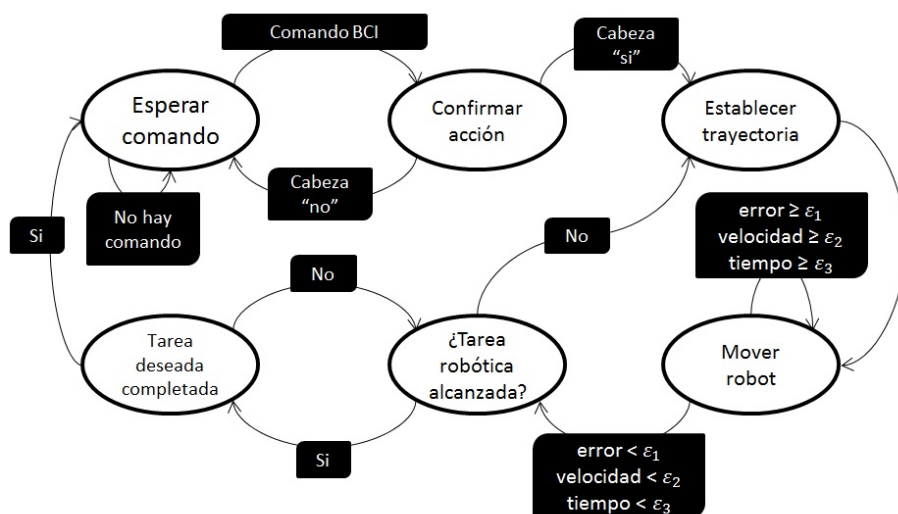 Comando BCI
Cabeza
“si”
Esperar
comando
Confirmar
acción
Establecer
trayectoria
Cabeza
“no”
No hay
comando
Si
No
error ≥ ε₁
velocidad ≥ ε₂
tiempo ≥ ε₃
No
Tarea
deseada
completada
¿Tarea
robótica
alcanzada?
Mover
robot
Si
error < ε₁
velocidad < ε₂
tiempo < ε₃